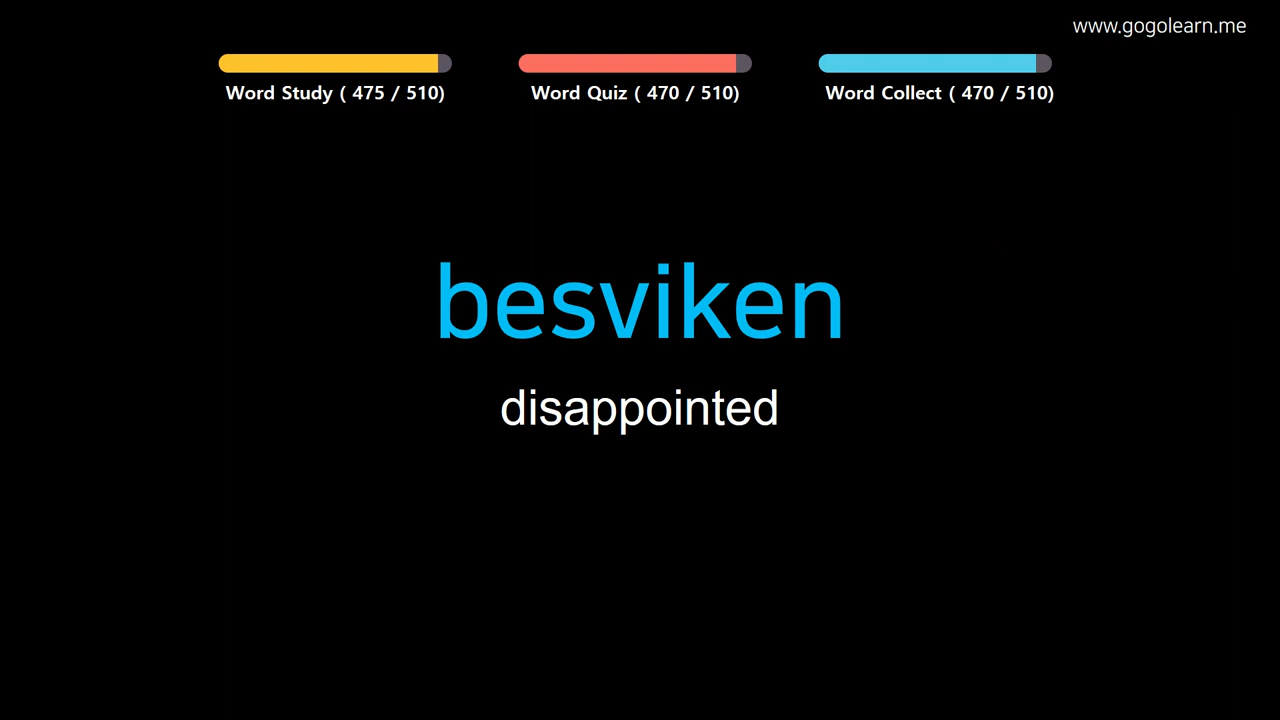 www.gogolearn.me
Word Study ( 475 / 510)
Word Quiz ( 470 / 510)
Word Collect ( 470 / 510)
besviken
disappointed